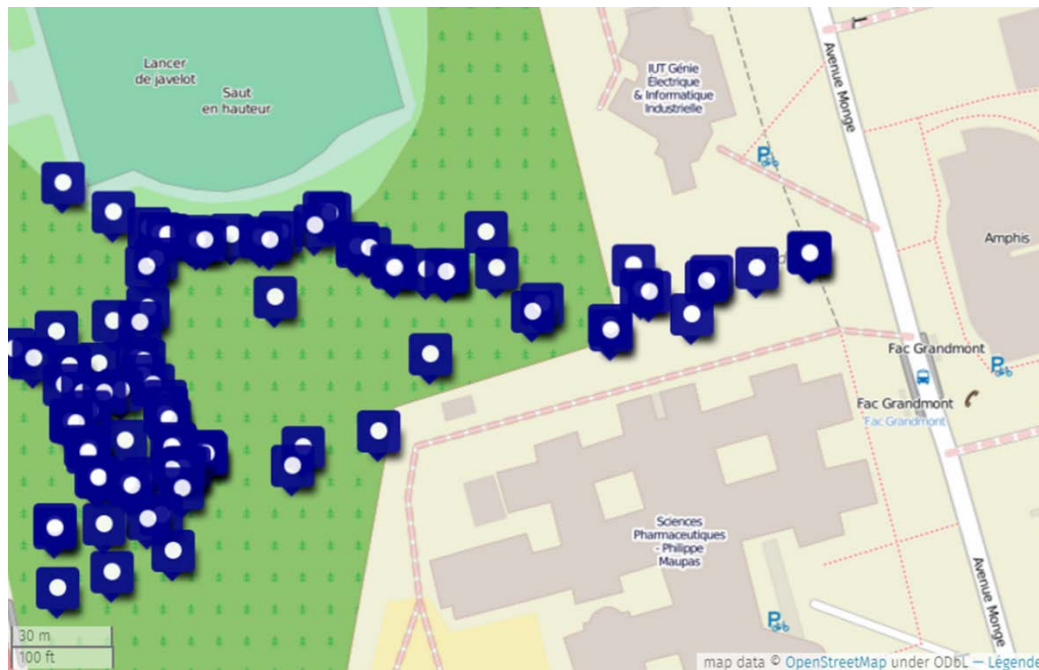 Lancer
de javelot
Saut
en hauteur
IUT Génie
Électrique
& Informatique
Industrielle
Avenue Monge
Amphis
Fac Grandmont
Fac Grandmont
Fac Grandmont
Sciences
Pharmaceutiques
- Philippe
Maupas
Avenue Monge
30 m
100 ft
map data © OpenStreetMap under ODbL — Légende